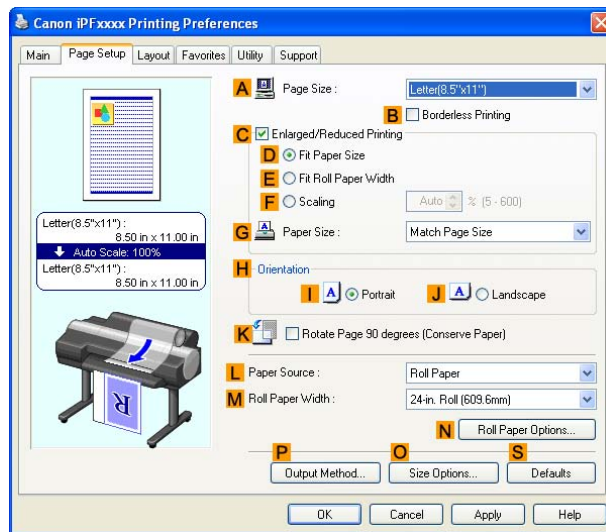 Canon iPFxxxx Printing Preferences
Main Page Setup Layout Favorites Utility Support
A Page Size : Letter(8.5"x11")
B Borderless Printing
C Enlarged/Reduced Printing
D Fit Paper Size
E Fit Roll Paper Width
F Scaling Auto % (5 - 600)
G Paper Size : Match Page Size
Letter(8.5"x11") :
8.50 in x 11.00 in
Auto Scale: 100%
Letter(8.5"x11") :
8.50 in x 11.00 in
H Orientation
I A Portrait J A Landscape
K Rotate Page 90 degrees (Conserve Paper)
L Paper Source : Roll Paper
M Roll Paper Width : 24-in. Roll (609.6mm)
N Roll Paper Options...
R
P O S
Output Method... Size Options... Defaults
OK Cancel Apply Help